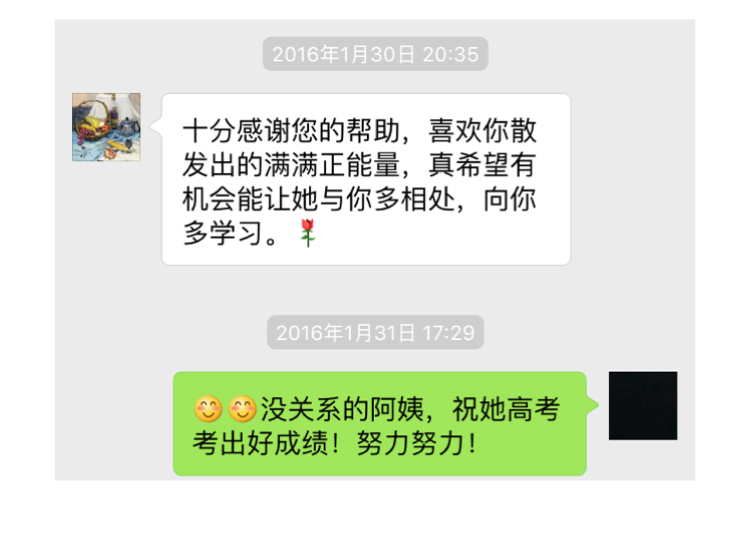 2016年1月30日 20:35
十分感谢您的帮助，喜欢你散
发出的满满正能量，真希望有
机会能让她与你多相处，向你
多学习。🌹
2016年1月31日 17:29
😊😊没关系的阿姨，祝她高考
考出好成绩！努力努力！